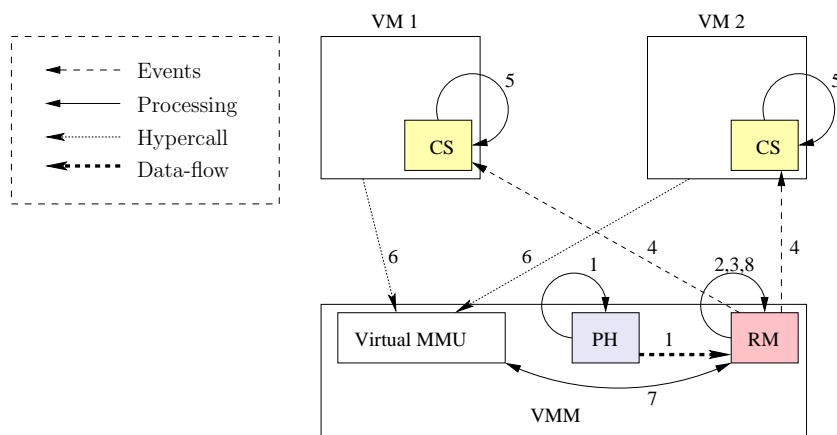 VM 1
VM 2
Events
Processing
Hypercall
Data-flow
5
5
CS
CS
6
6
4
4
1
2,3,8
Virtual MMU
PH
1
RM
7
VMM